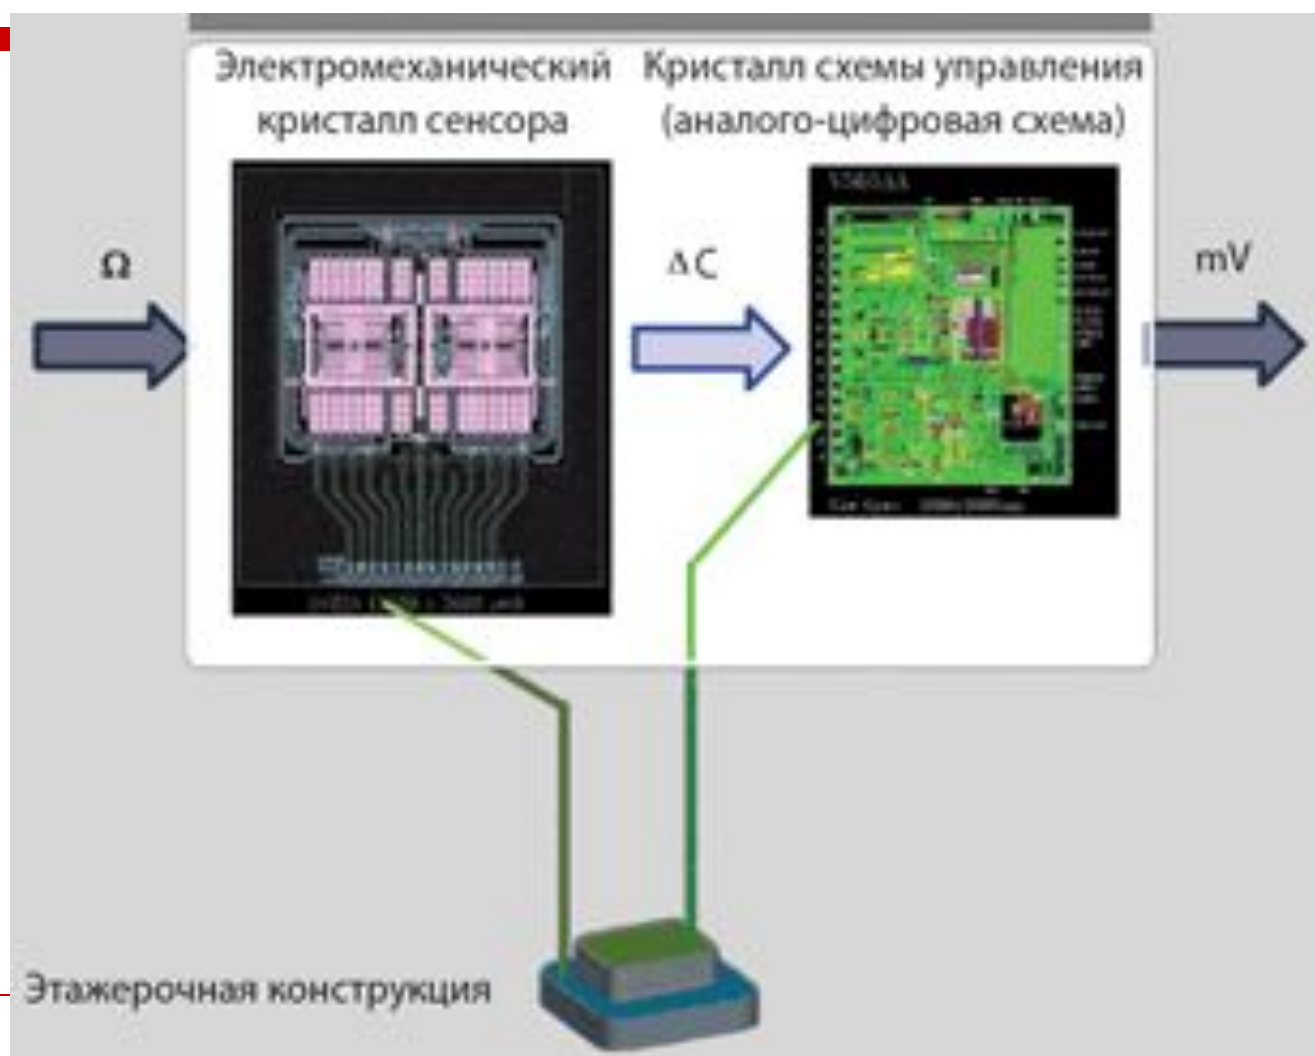 Электромеханический
кристалл сенсора
Кристалл схемы управления
(аналого-цифровая схема)
Ω
ΔC
mV
Этажерочная конструкция